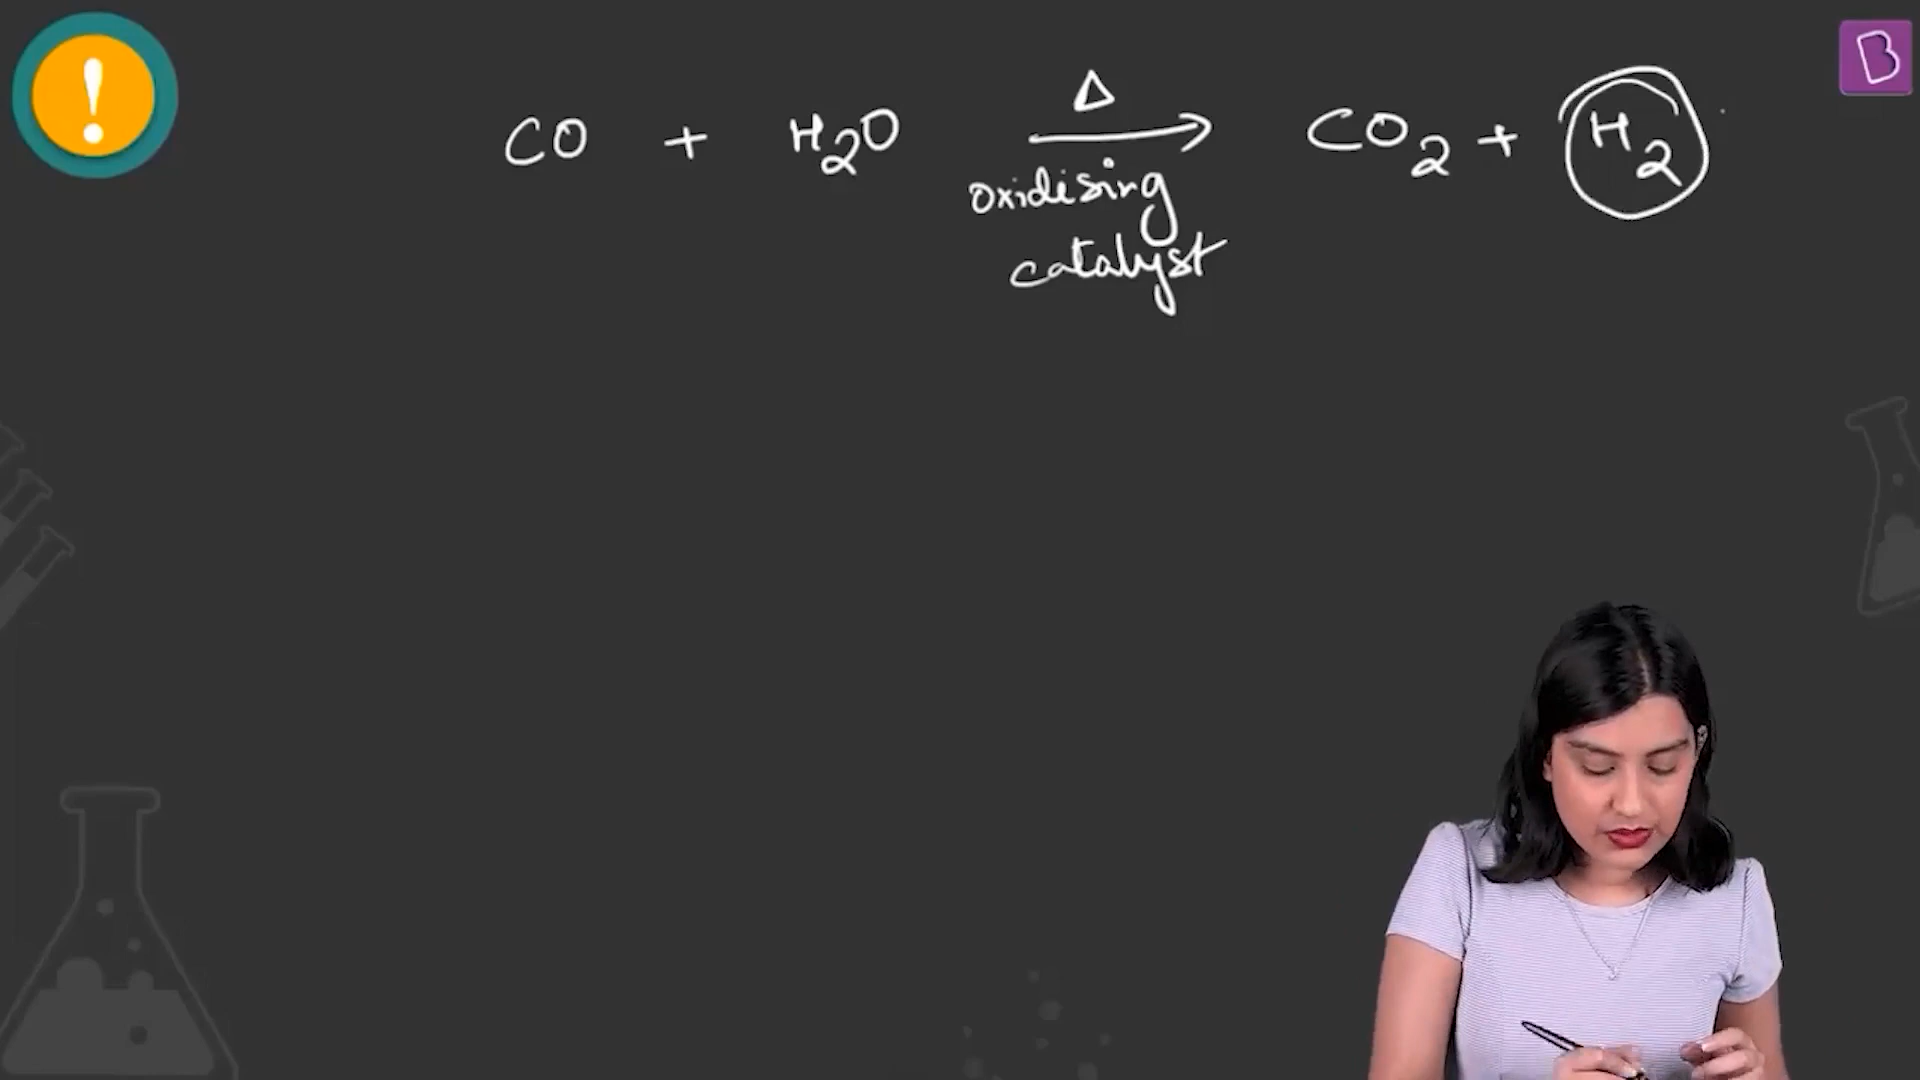 !
B
Δ
CO + H₂O → CO₂ + H₂
oxidising
catalyst